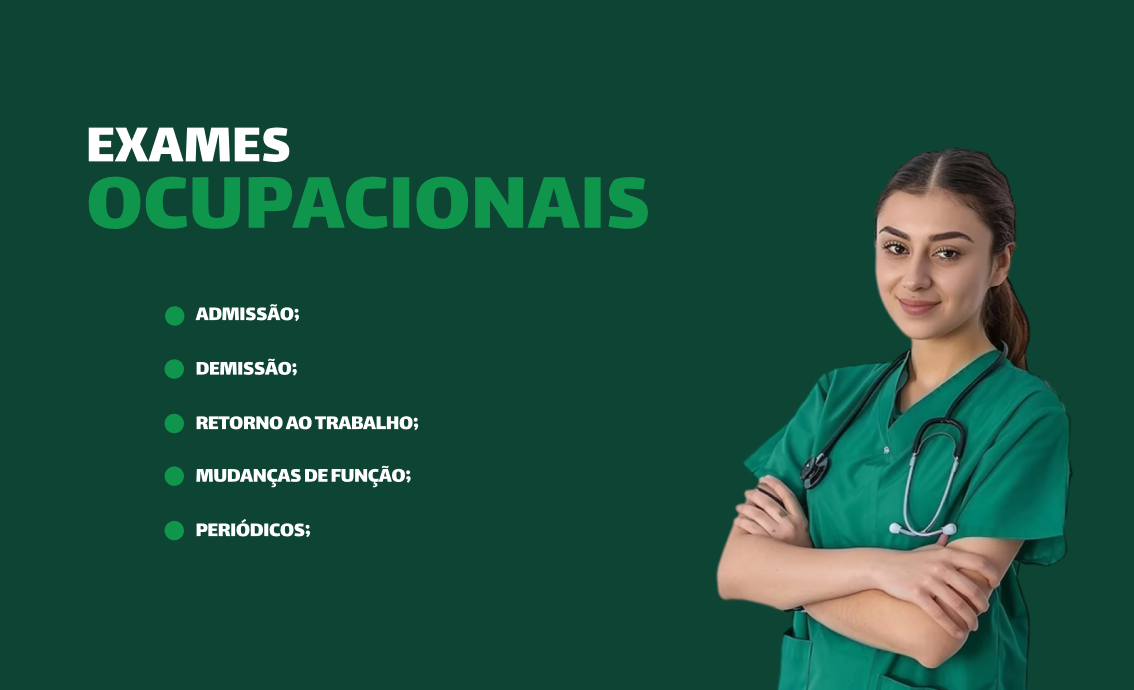 EXAMES
OCUPACIONAIS
ADMISSÃO;
DEMISSÃO;
RETORNO AO TRABALHO;
MUDANÇAS DE FUNÇÃO;
PERIÓDICOS;